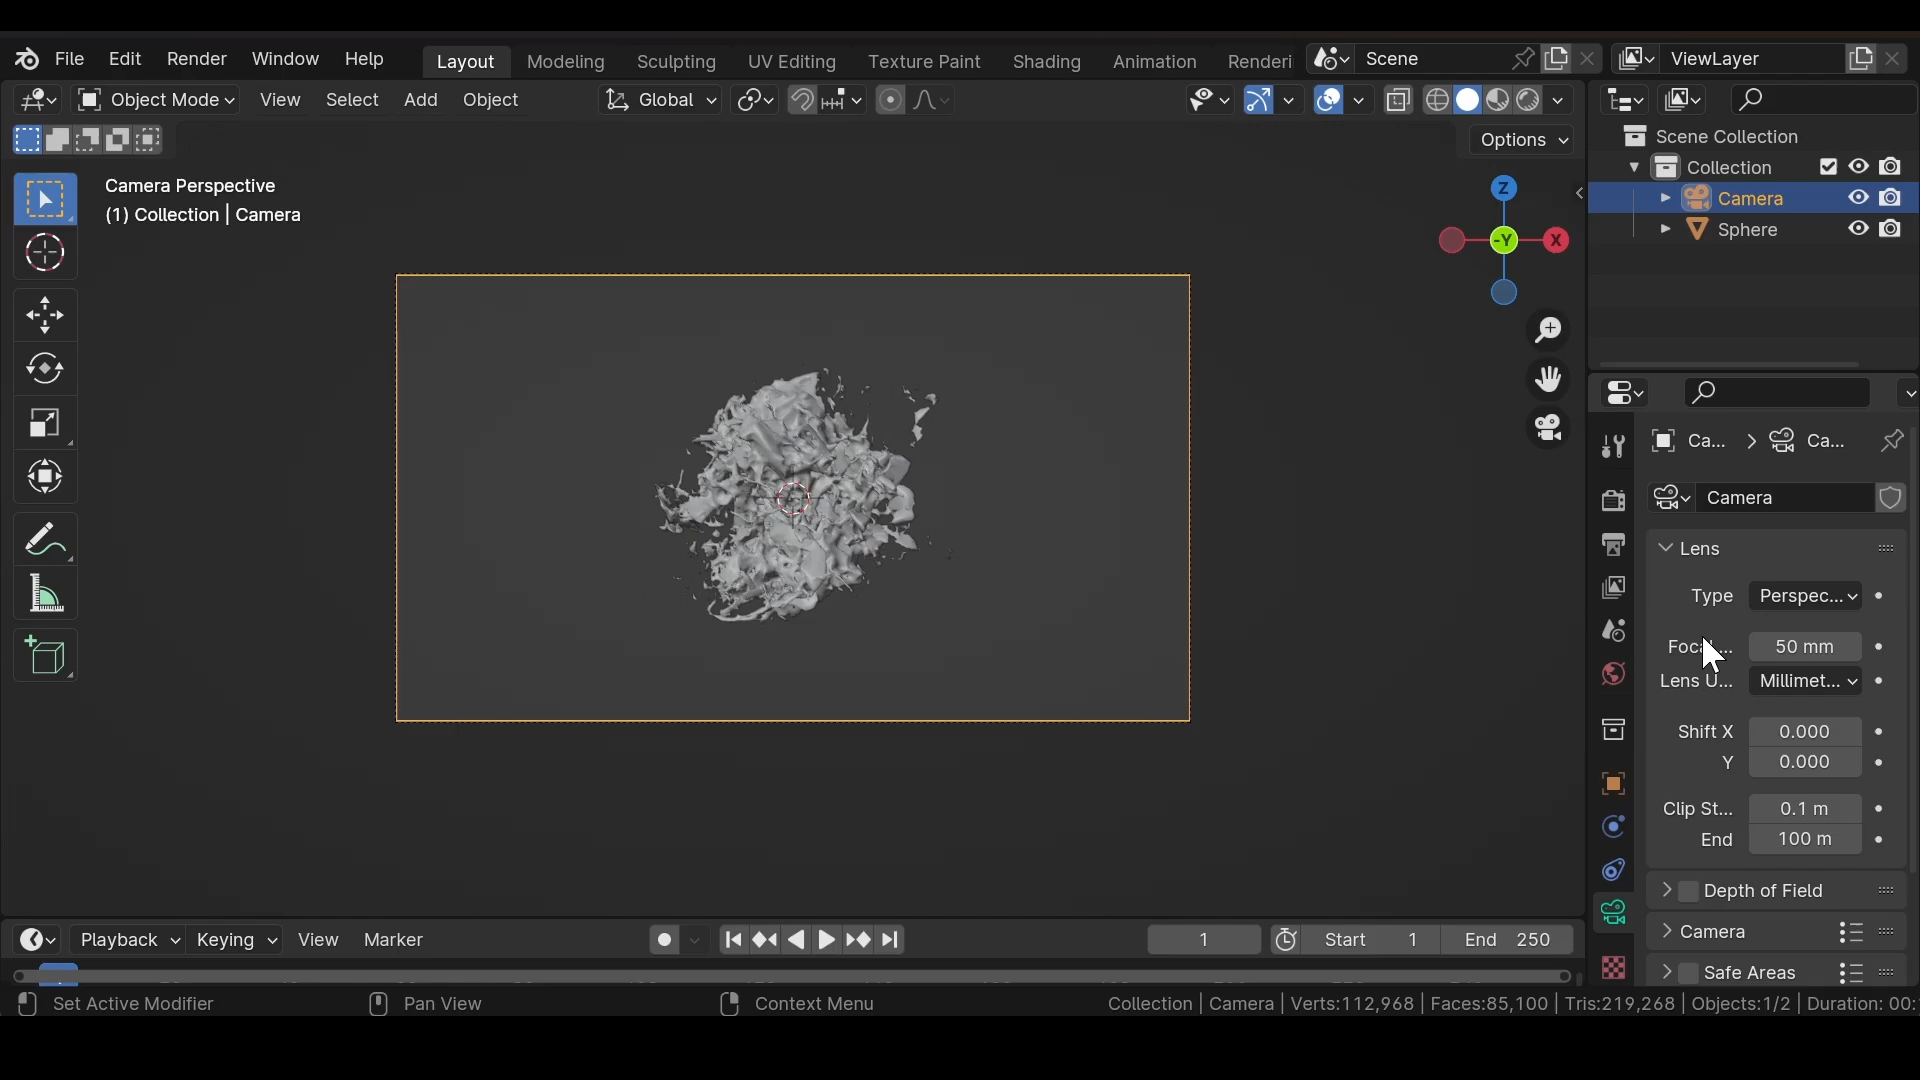 File Edit Render Window Help Layout Modeling Sculpting UV Editing Texture Paint Shading Animation Renderi Scene ViewLayer
Object Mode View Select Add Object Global
Options
Scene Collection
Collection
Camera
Sphere
Camera Perspective
(1) Collection | Camera
Z
-Y X
Ca... > Ca...
Camera
Lens
Type Perspec...
Foc... 50 mm
Lens U... Millimet...
Shift X 0.000
Y 0.000
Clip St... 0.1 m
End 100 m
Depth of Field
Camera
Safe Areas
Playback Keying View Marker 1 Start 1 End 250
Set Active Modifier Pan View Context Menu Collection | Camera | Verts:112,968 | Faces:85,100 | Tris:219,268 | Objects:1/2 | Duration: 00: